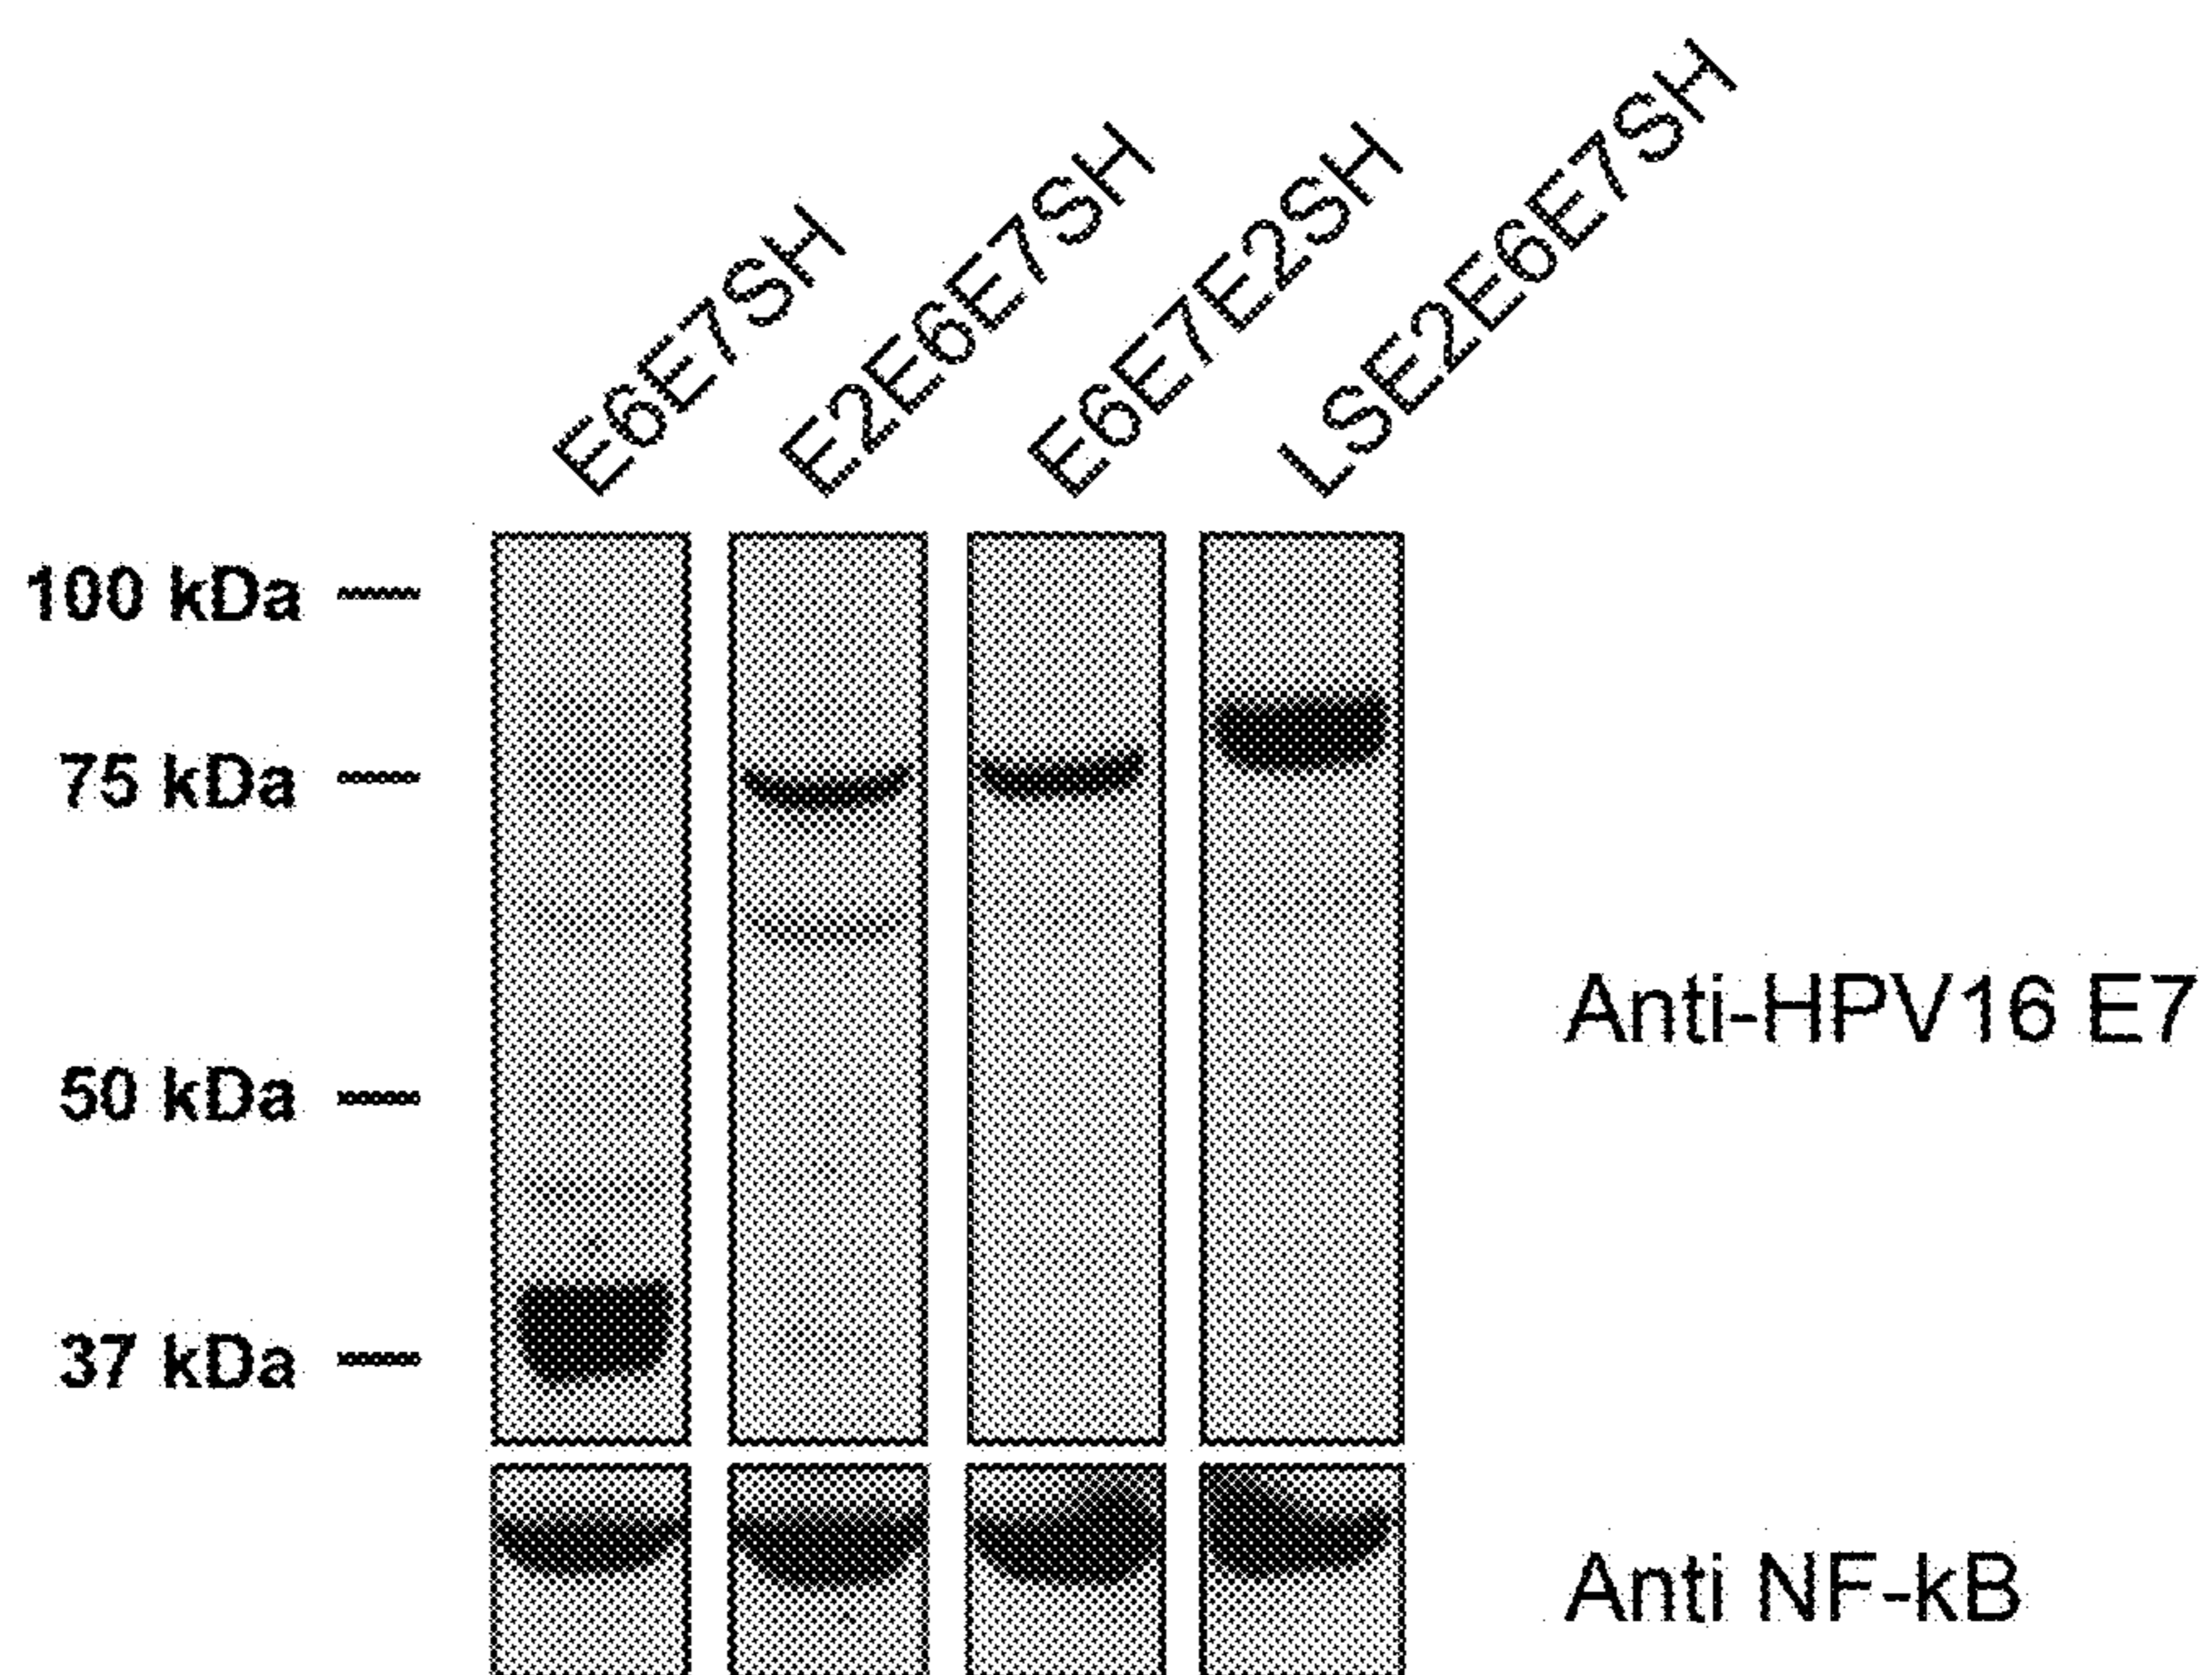 E6E7SH
E2E6E7SH
E6E7E2SH
LSE2E6E7SH
100 kDa
75 kDa
50 kDa
37 kDa
Anti-HPV16 E7
Anti NF-kB